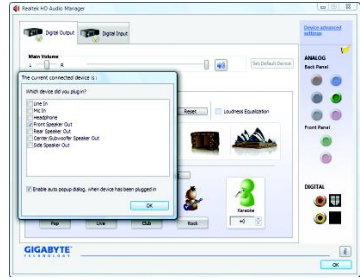 Realtek HD Audio Manager
Digital Output
Digital Input
Device advanced settings
Main Volume
L
R
Set Default Device
ANALOG
Back Panel
The current connected device is :
Which device did you plug in?
Line In
Mic In
Headphone
Front Speaker Out
Rear Speaker Out
Center/Subwoofer Speaker Out
Side Speaker Out
Enable auto popup dialog, when device has been plugged in
OK
Reset
Loudness Equalization
Front Panel
DIGITAL
Karaoke
+0
Pop
Live
Club
Rock
GIGABYTE
TECHNOLOGY
OK